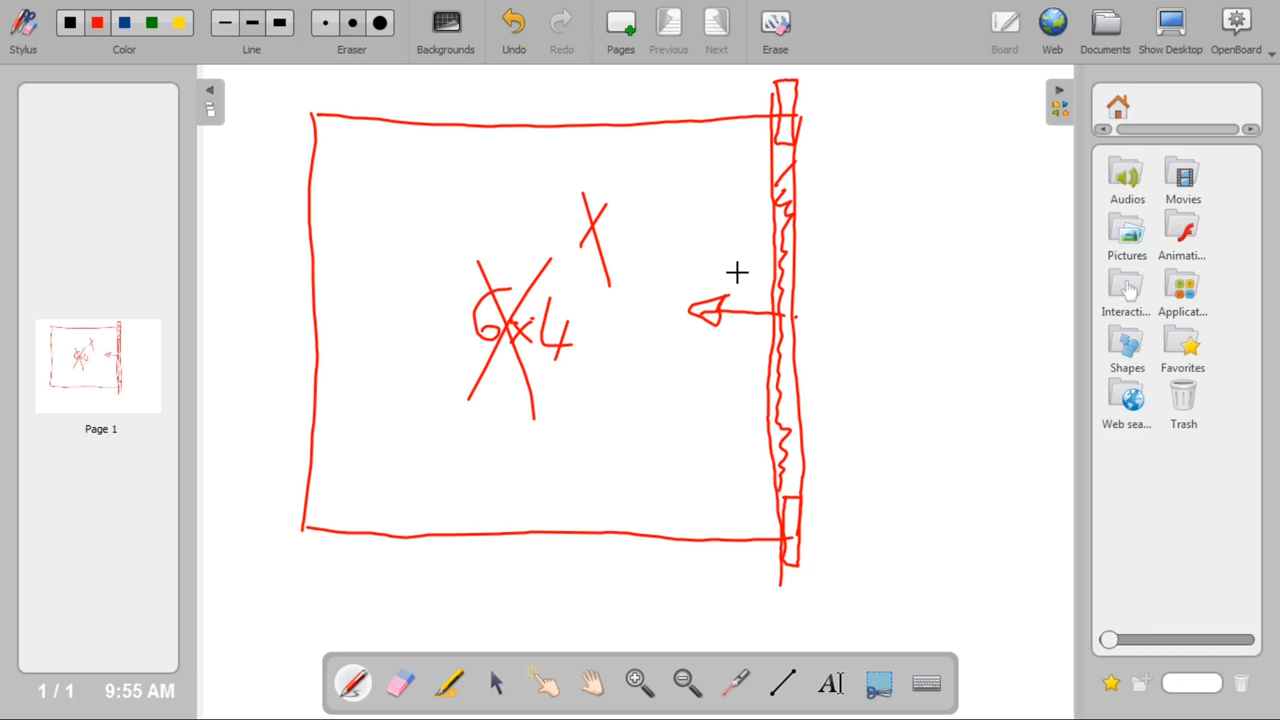 Stylus
Color
Line
Eraser
Backgrounds
Undo
Redo
Pages
Previous
Next
Erase
Board
Web
Documents
Show Desktop
OpenBoard
X
6x4
Page 1
Audios
Movies
Pictures
Animati...
Interacti...
Applicat...
Shapes
Favorites
Web sea...
Trash
1 / 1 9:55 AM